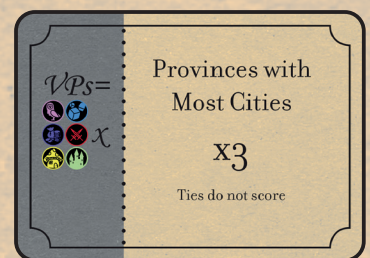 VPs=
X
Provinces with
Most Cities
x3
Ties do not score